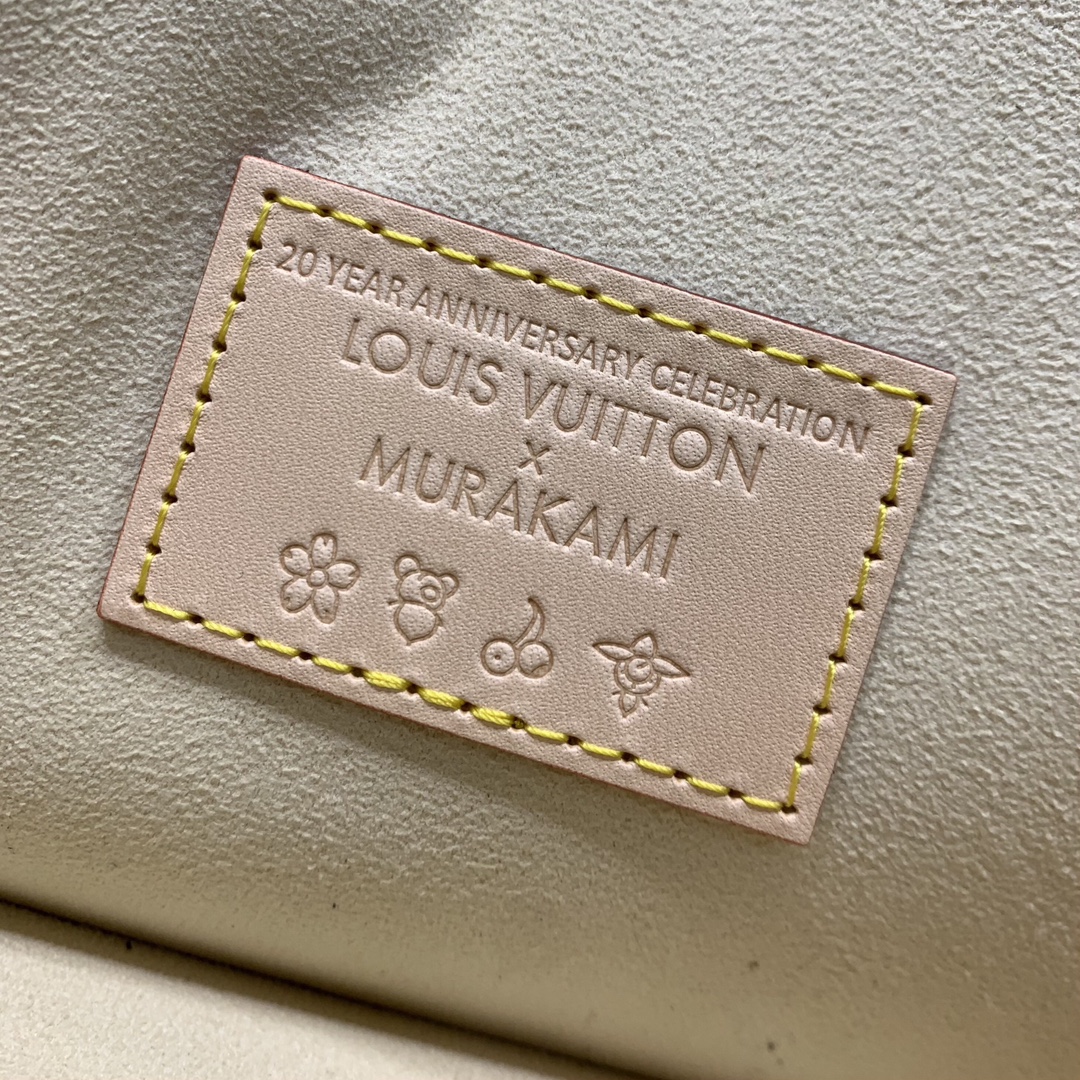 20 YEAR ANNIVERSARY CELEBRATION
LOUIS VUITTON
×
MURAKAMI